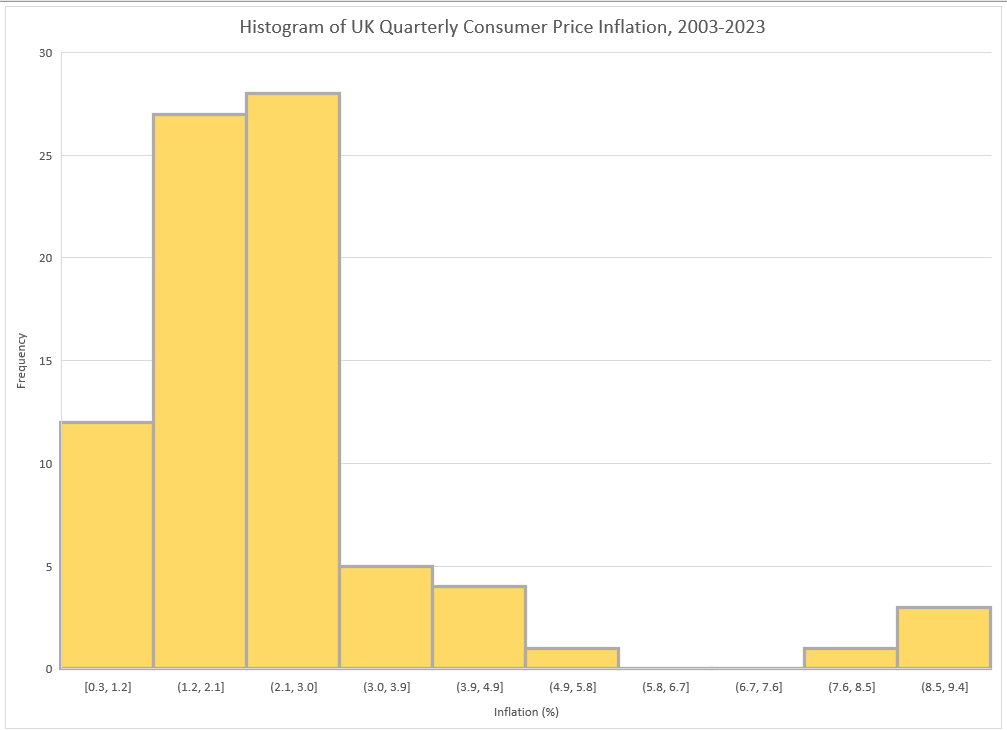 Histogram of UK Quarterly Consumer Price Inflation, 2003-2023
30
25
20
15
10
5
0
Frequency
[0.3, 1.2] (1.2, 2.1] (2.1, 3.0] (3.0, 3.9] (3.9, 4.9] (4.9, 5.8] (5.8, 6.7] (6.7, 7.6] (7.6, 8.5] (8.5, 9.4]
Inflation (%)